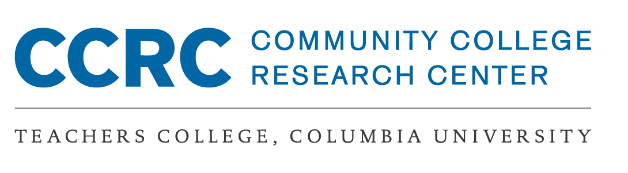 CCRC
COMMUNITY COLLEGE
RESEARCH CENTER
TEACHERS COLLEGE, COLUMBIA UNIVERSITY